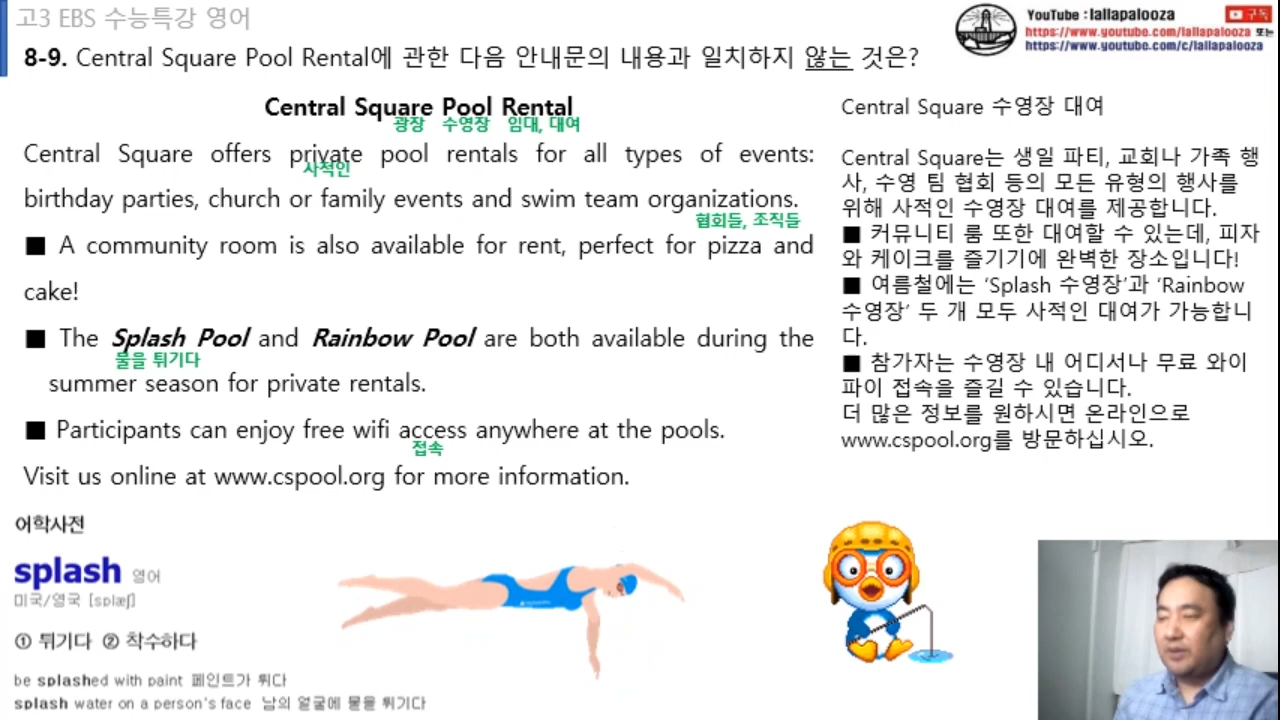 고3 EBS 수능특강 영어
YouTube : lallapalooza
구독
https://www.youtube.com/lallapalooza 또는
https://www.youtube.com/c/lallapalooza
8-9. Central Square Pool Rental에 관한 다음 안내문의 내용과 일치하지 않는 것은?
Central Square Pool Rental
광장 수영장 임대, 대여
Central Square offers private pool rentals for all types of events:
사적인
birthday parties, church or family events and swim team organizations.
협회들, 조직들
■ A community room is also available for rent, perfect for pizza and
cake!
■ The Splash Pool and Rainbow Pool are both available during the
물을 튀기다
summer season for private rentals.
■ Participants can enjoy free wifi access anywhere at the pools.
접속
Visit us online at www.cspool.org for more information.
Central Square 수영장 대여
Central Square는 생일 파티, 교회나 가족 행
사, 수영 팀 협회 등의 모든 유형의 행사를
위해 사적인 수영장 대여를 제공합니다.
■ 커뮤니티 룸 또한 대여할 수 있는데, 피자
와 케이크를 즐기기에 완벽한 장소입니다!
■ 여름철에는 ‘Splash 수영장’과 ‘Rainbow
수영장’ 두 개 모두 사적인 대여가 가능합니
다.
■ 참가자는 수영장 내 어디서나 무료 와이
파이 접속을 즐길 수 있습니다.
더 많은 정보를 원하시면 온라인으로
www.cspool.org를 방문하십시오.
어학사전
splash 영어
미국/영국 [splæʃ]
① 튀기다 ② 착수하다
be splashed with paint 페인트가 튀다
splash water on a person's face 남의 얼굴에 물을 튀기다